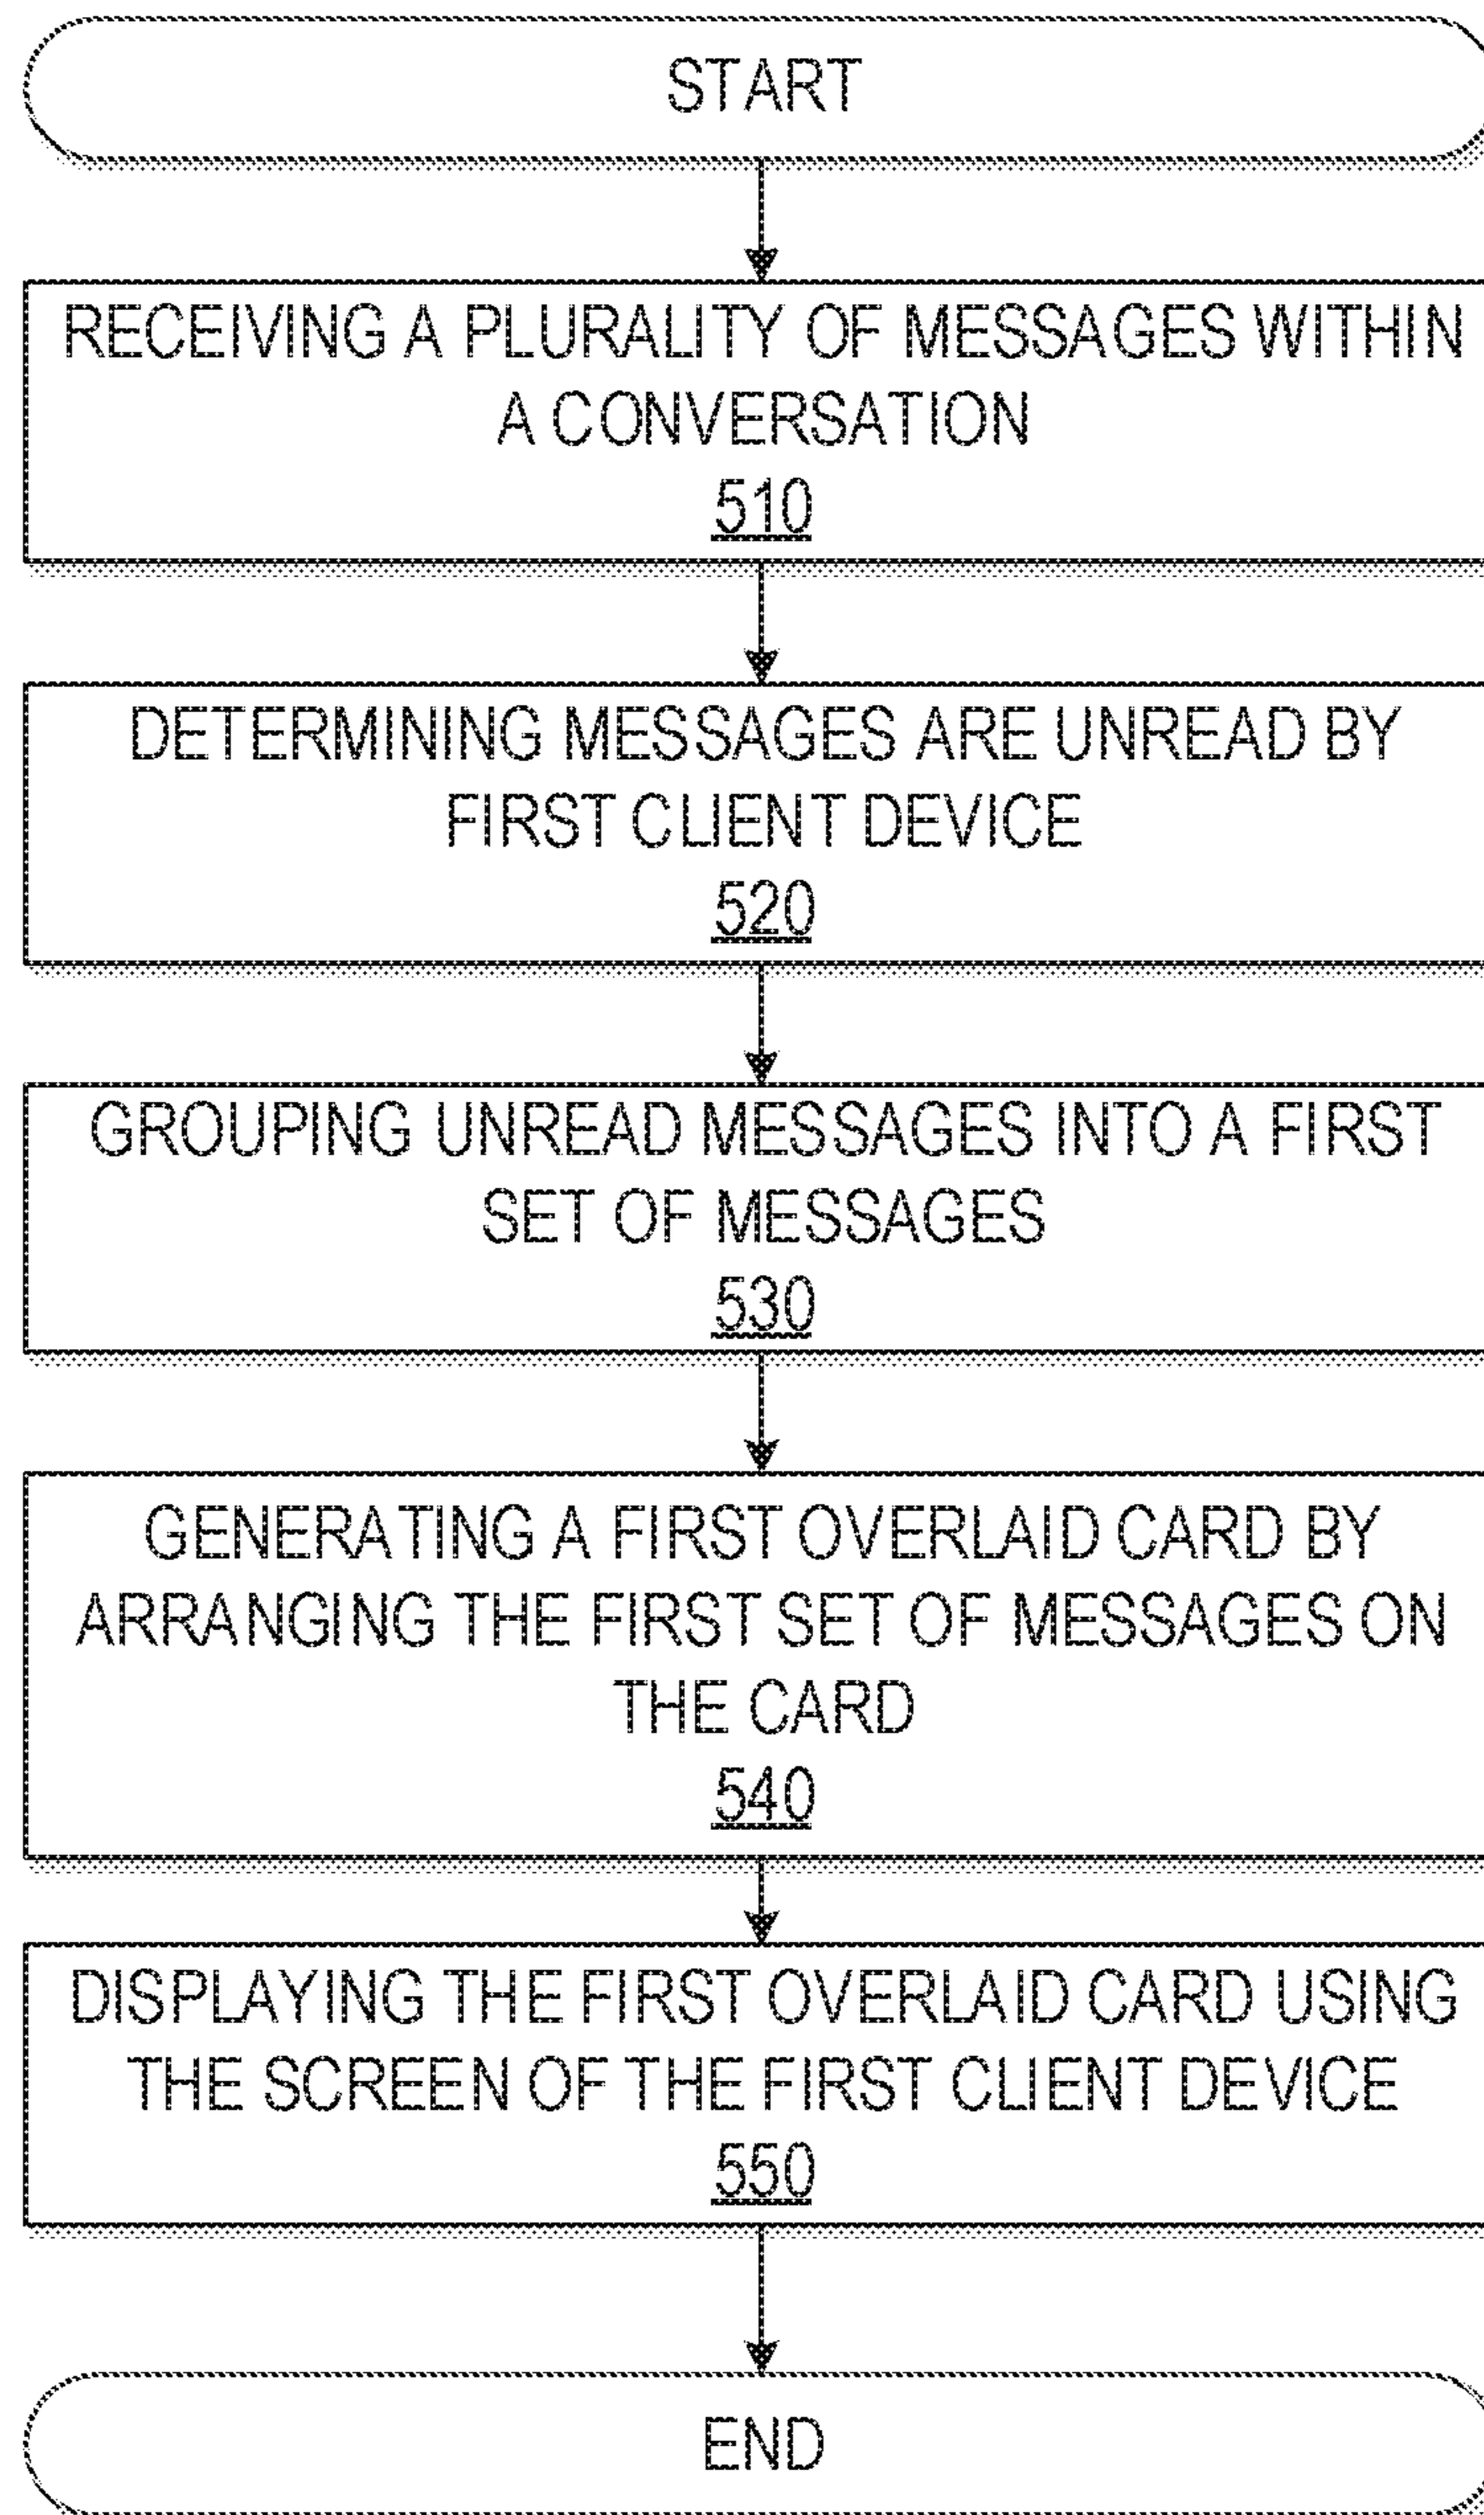 START
RECEIVING A PLURALITY OF MESSAGES WITHIN
A CONVERSATION
510
DETERMINING MESSAGES ARE UNREAD BY
FIRST CLIENT DEVICE
520
GROUPING UNREAD MESSAGES INTO A FIRST
SET OF MESSAGES
530
GENERATING A FIRST OVERLAID CARD BY
ARRANGING THE FIRST SET OF MESSAGES ON
THE CARD
540
DISPLAYING THE FIRST OVERLAID CARD USING
THE SCREEN OF THE FIRST CLIENT DEVICE
550
END